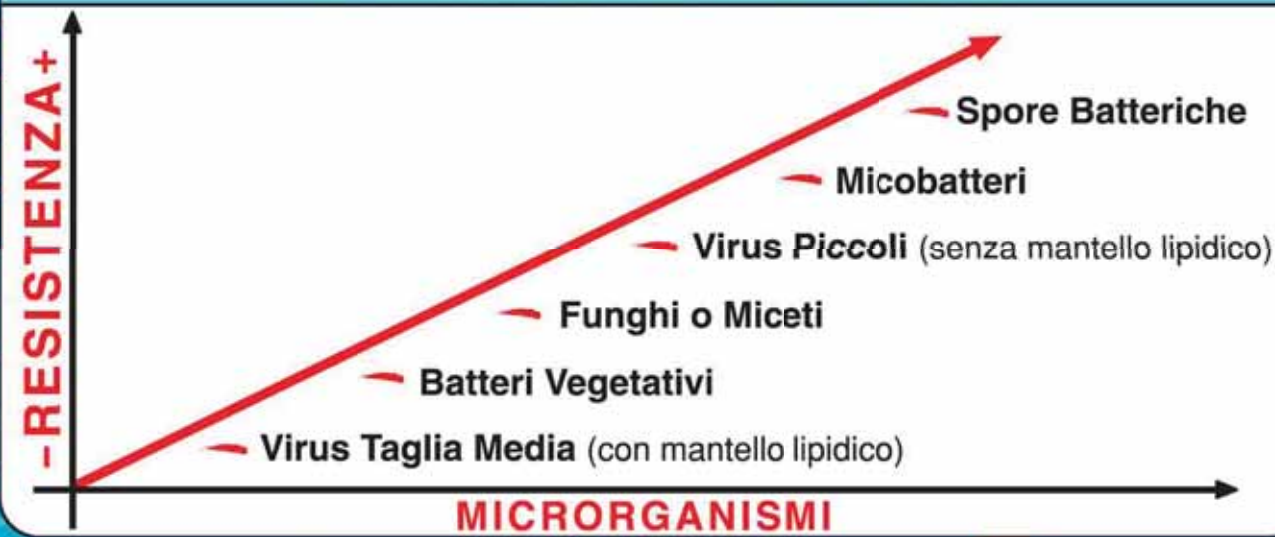 –RESISTENZA+
Spore Batteriche
Micobatteri
Virus Piccoli (senza mantello lipidico)
Funghi o Miceti
Batteri Vegetativi
Virus Taglia Media (con mantello lipidico)
MICRORGANISMI